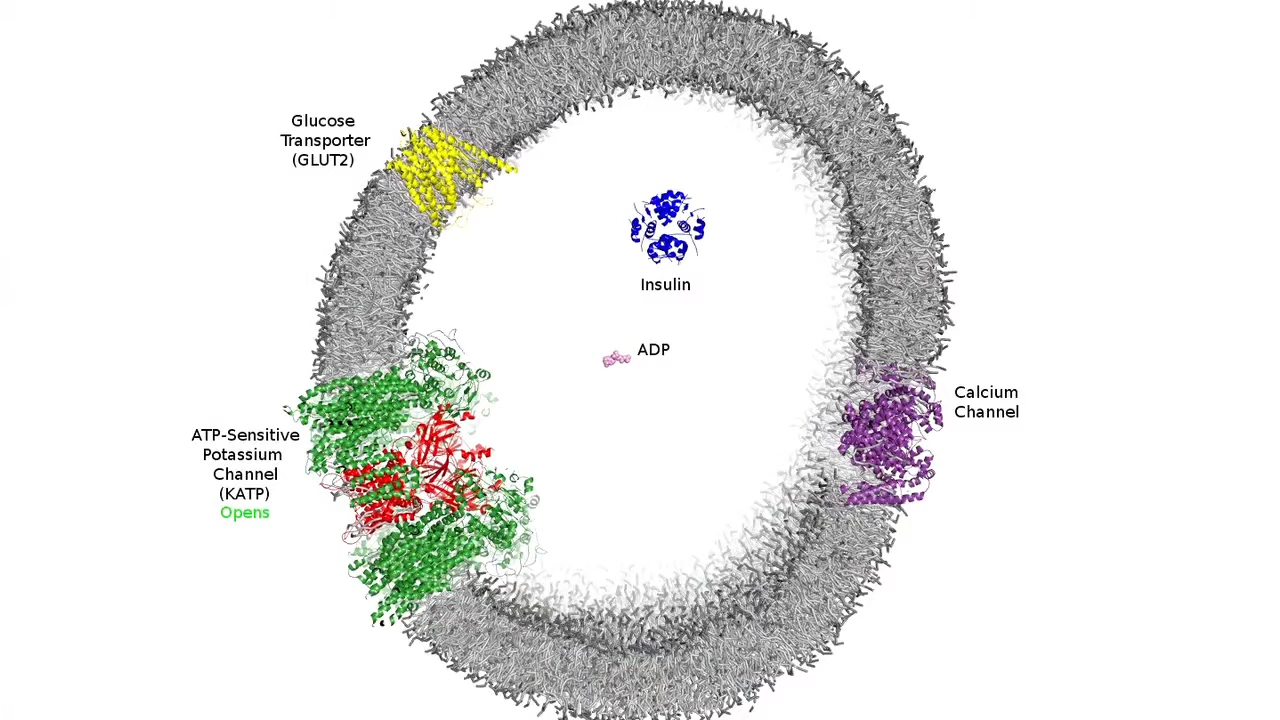 Glucose
Transporter
(GLUT2)
Insulin
ADP
Calcium
Channel
ATP-Sensitive
Potassium
Channel
(KATP)
Opens